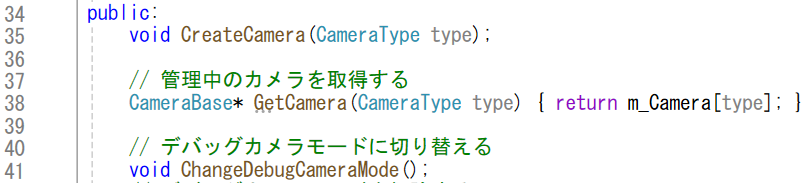 34 public:
35 void CreateCamera(CameraType type);
36
37 // 管理中のカメラを取得する
38 CameraBase* GetCamera(CameraType type) { return m_Camera[type]; }
39
40 // デバッグカメラモードに切り替える
41 void ChangeDebugCameraMode();